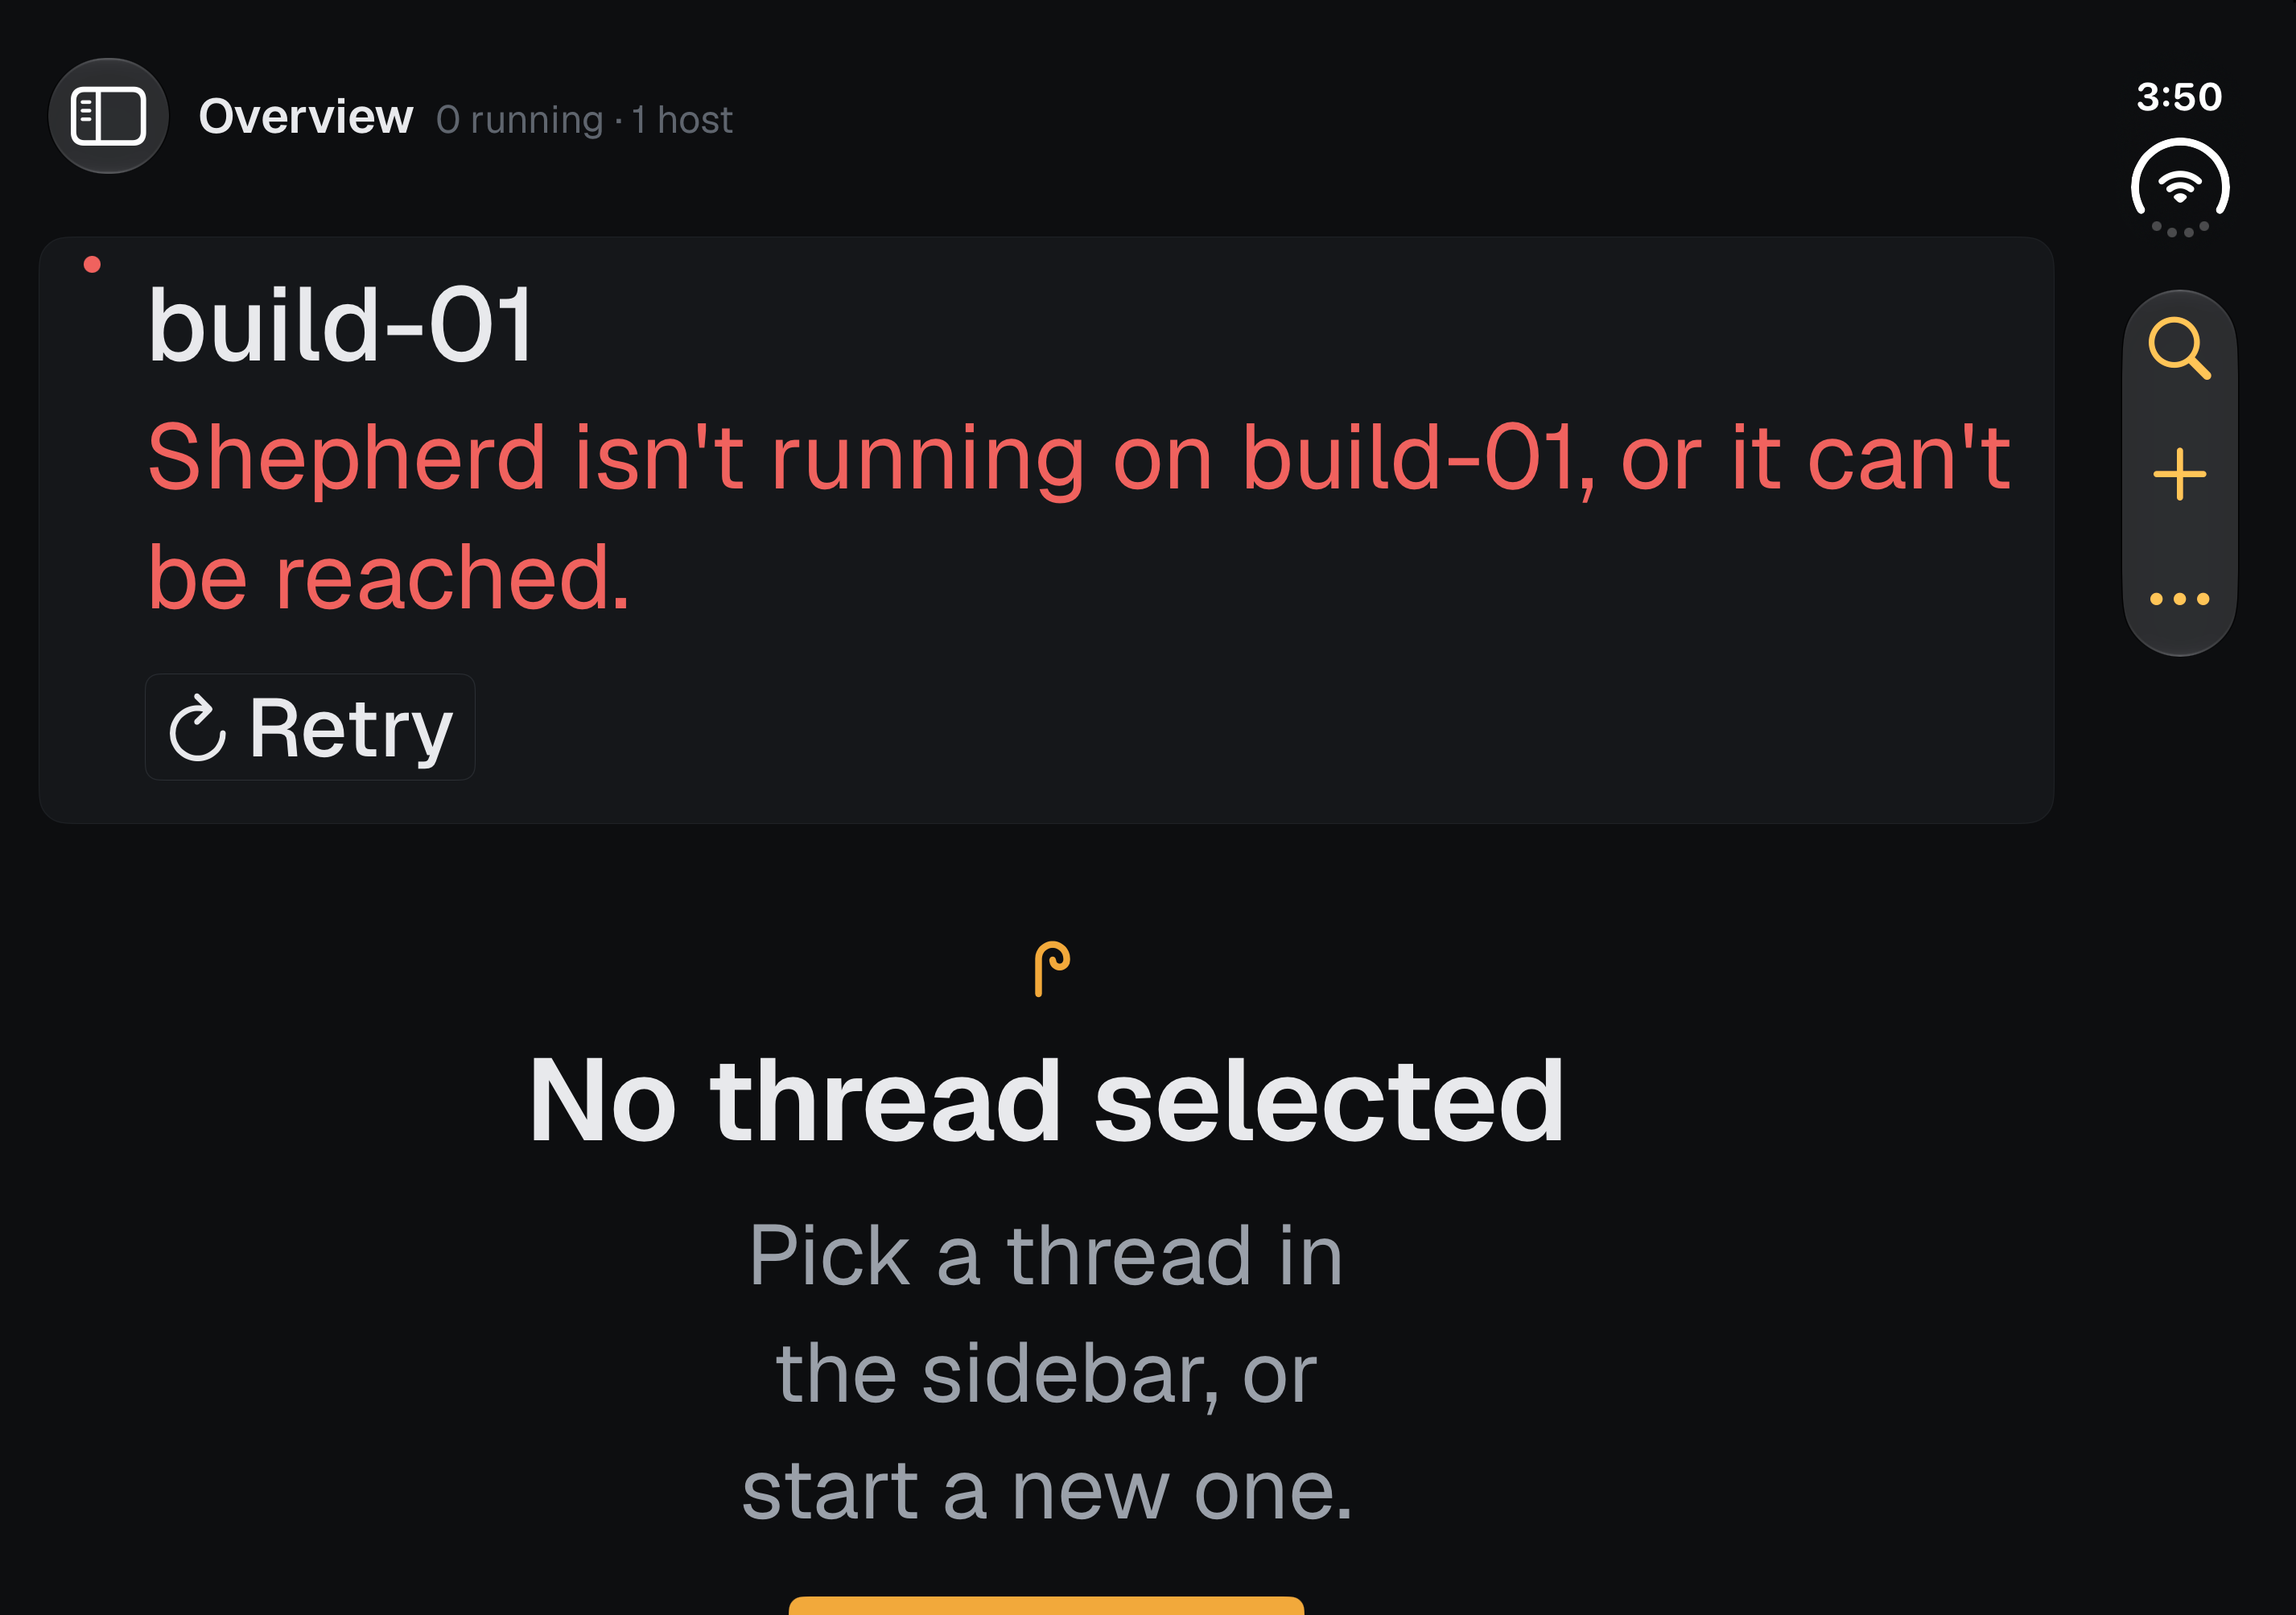 Overview 0 running · 1 host
3:50
build-01
Shepherd isn't running on build-01, or it can't
be reached.
Retry
No thread selected
Pick a thread in
the sidebar, or
start a new one.